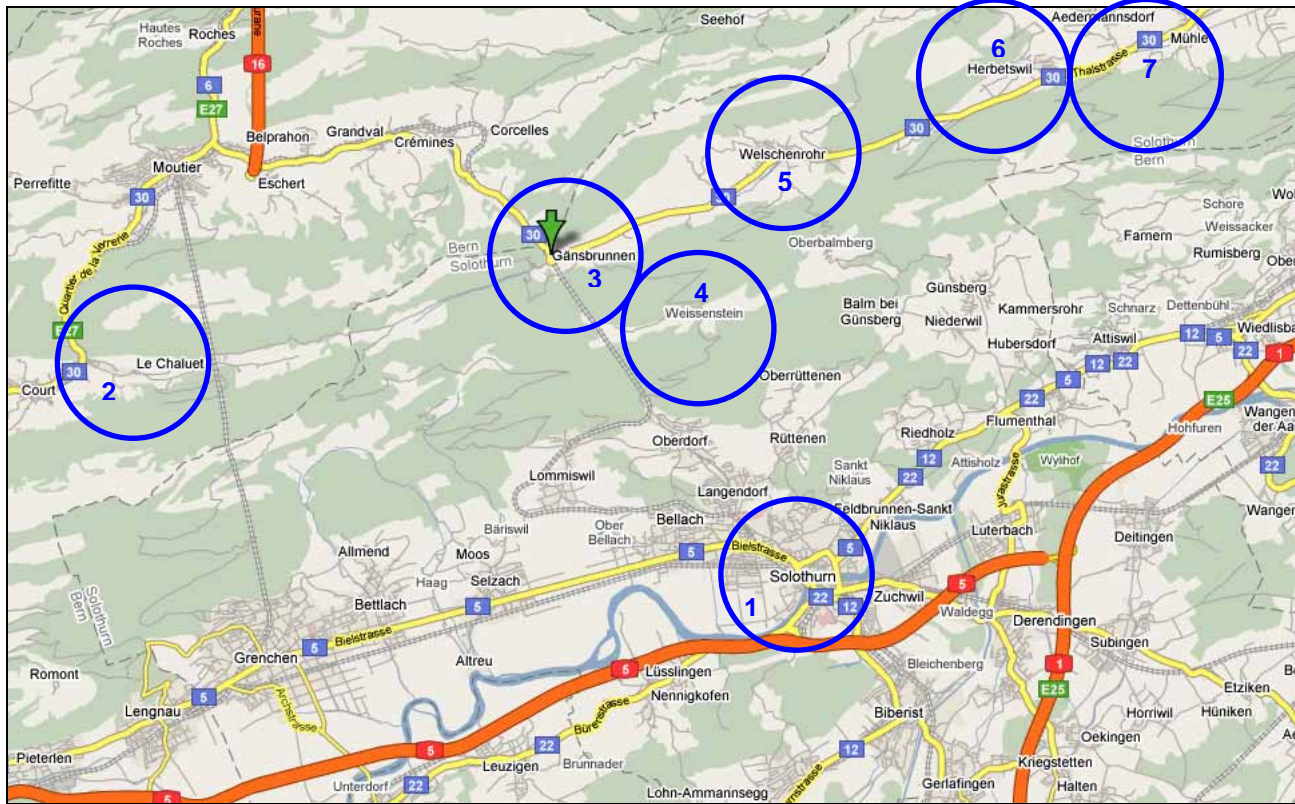 Seehof
Aedermannsdorf
Hautes
Roches
Roches
16
6
E27
30
Mühle
6
Herbetswil
30
Thalstrasse
7
Belprahon
Grandval
Corcelles
Crémines
30
Welschenrohr
Solothurn
Bern
Moutier
Eschert
Perrefitte
30
5
30
Schore
Weissacker
Farnern
Rumisberg
Quartier de la Verrerie
Bern
Solothurn
30
Gänsbrunnen
3
Oberbalmberg
4
Weissenstein
Balm bei
Günsberg
Günsberg
Niederwil
Kammersrohr
Schnarz
Dettenbühl
Hubersdorf
Attiswil
12
5
22
1
E27
30
Le Chaluet
2
Court
Oberrüttenen
12
22
5
22
E25
Flumenthal
Hohfuren
Wangen
der Aa
Oberdorf
Rüttenen
Riedholz
12
22
Attisholz
Wylihof
Jurastrasse
22
Lommiswil
Sankt
Niklaus
Langendorf
Feldbrunnen-Sankt
Niklaus
Bäriswil
Ober
Bellach
Bellach
5
Bielstrasse
5
Luterbach
Deitingen
Wangen
Allmend
Moos
Haag
Selzach
Solothurn
1
22
12
Zuchwil
5
Waldegg
Derendingen
Solothurn
Bern
Bettlach
5
Bielstrasse
5
Grenchen
Altreu
5
Lüsslingen
Nennigkofen
Bleichenberg
Subingen
1
E25
Romont
5
Lengnau
Archstrasse
Bürenstrasse
Biberist
Etziken
Horriwil
Hüniken
Oekingen
Pieterlen
5
22
Leuzigen
Brunnader
12
Kriegstetten
5
Unterdorf
22
Lohn-Ammannsegg
Gerlafingen
Halten